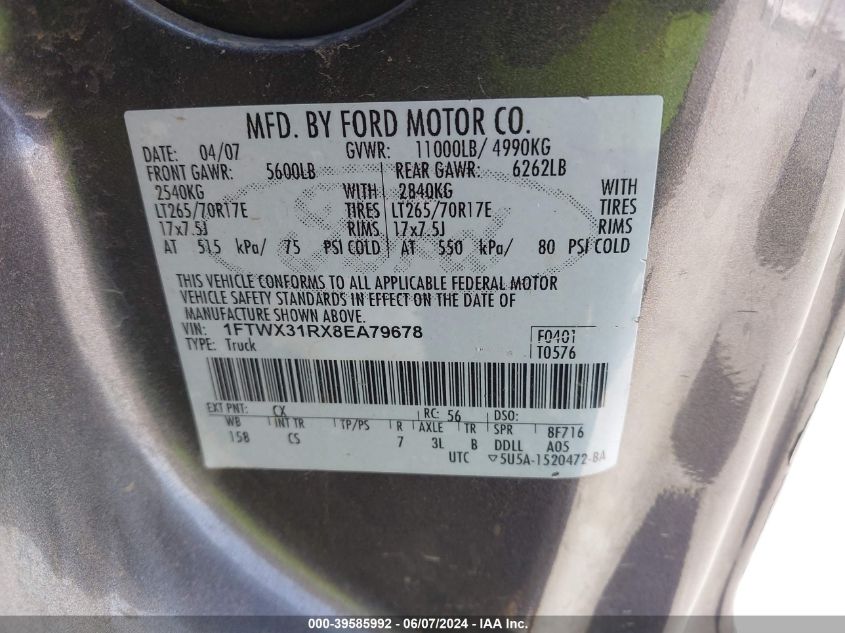 MFD. BY FORD MOTOR CO.
DATE: 04/07 GVWR: 11000LB/ 4990KG
FRONT GAWR: 5600LB REAR GAWR: 6262LB
2540KG WITH 2840KG WITH
LT265/70R17E TIRES LT265/70R17E TIRES
17x7.5J RIMS 17x7.5J RIMS
AT 515 kPa/ 75 PSI COLD AT 550 kPa/ 80 PSI COLD
THIS VEHICLE CONFORMS TO ALL APPLICABLE FEDERAL MOTOR
VEHICLE SAFETY STANDARDS IN EFFECT ON THE DATE OF
MANUFACTURE SHOWN ABOVE.
VIN: 1FTWX31RX8EA79678 F0401
TYPE: Truck T0576
EXT PNT: CX RC: 56 DSO:
WB INT TR TP/PS R AXLE TR SPR 8F716
158 CS 7 3L B DDLL A05
UTC ▽5U5A-1520472-BA
000-39585992 - 06/07/2024 - IAA Inc.